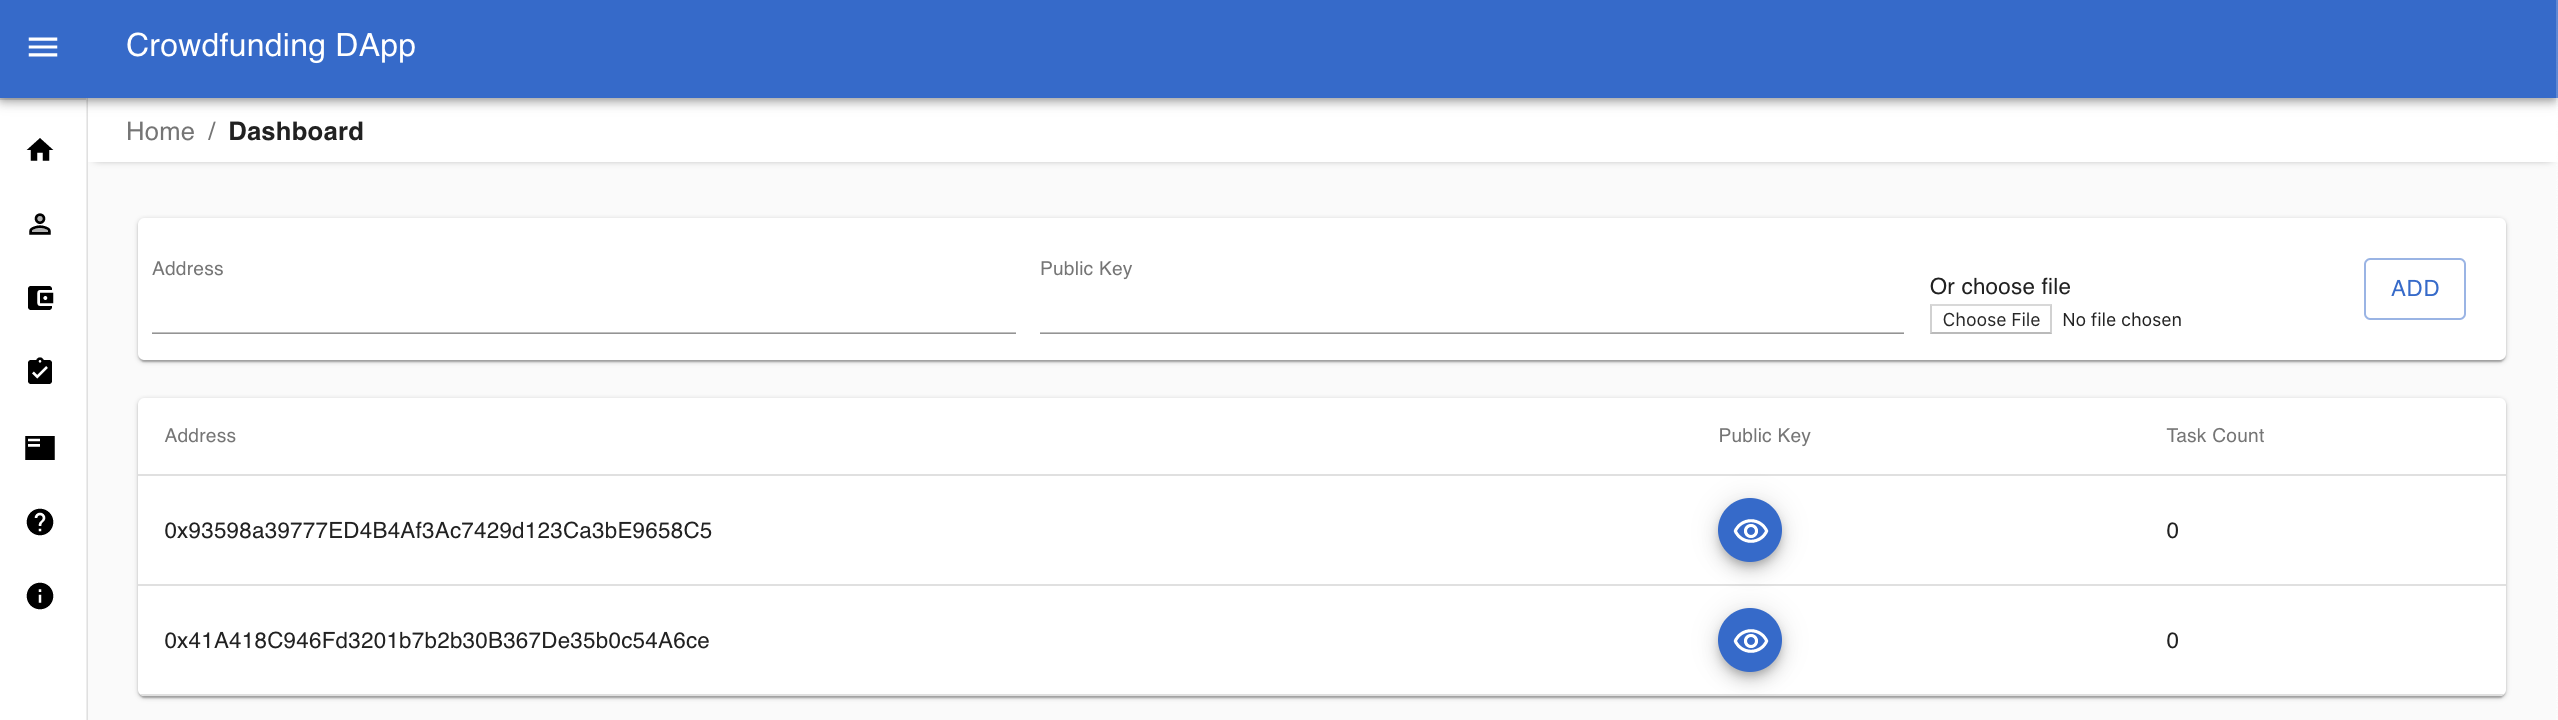 Crowdfunding DApp
Home / Dashboard
Address
Public Key
Or choose file
Choose File No file chosen
ADD
Address Public Key Task Count
0x93598a39777ED4B4Af3Ac7429d123Ca3bE9658C5 0
0x41A418C946Fd3201b7b2b30B367De35b0c54A6ce 0